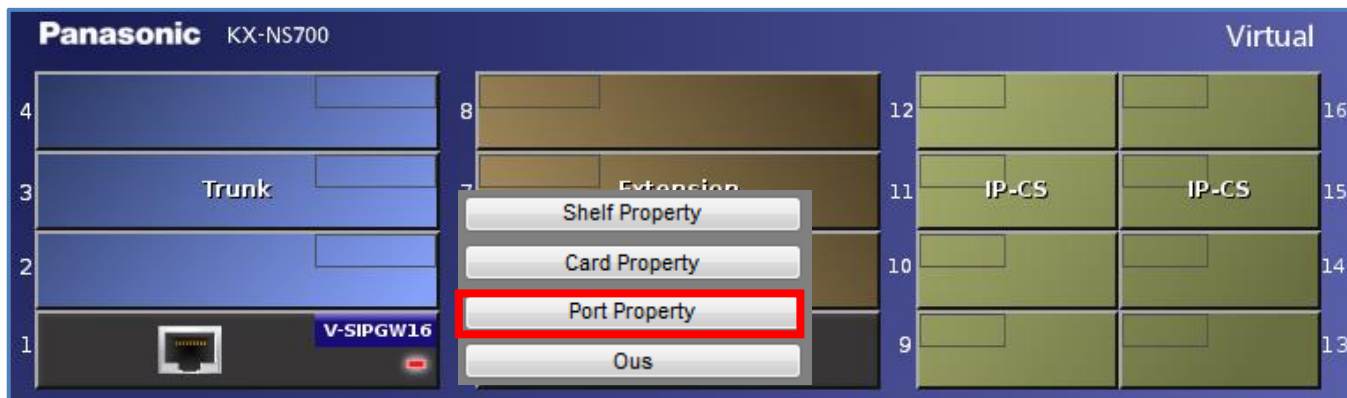 Panasonic KX-NS700 Virtual
4 8 12 16
3 Trunk Extension 11 IP-CS IP-CS 15
Shelf Property
2 Card Property 10 14
Port Property
1 V-SIPGW16 9 13
Ous